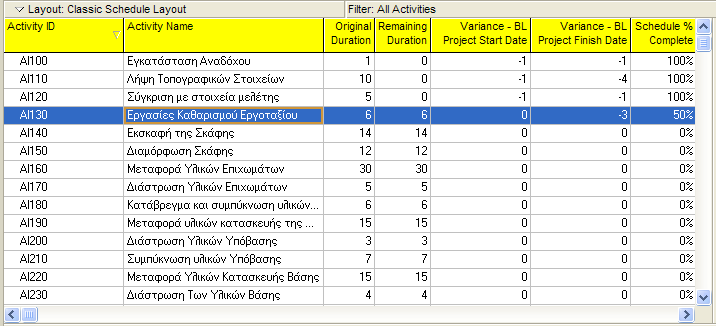 Layout: Classic Schedule Layout Filter: All Activities
Activity ID Activity Name Original Duration Remaining Duration Variance - BL Project Start Date Variance - BL Project Finish Date Schedule % Complete
AI100 Εγκατάσταση Αναδόχου 1 0 -1 -1 100%
AI110 Λήψη Τοπογραφικών Στοιχείων 10 0 -1 -4 100%
AI120 Σύγκριση με στοιχεία μελέτης 5 0 -1 -1 100%
AI130 Εργασίες Καθαρισμού Εργοταξίου 6 6 0 -3 50%
AI140 Εκσκαφή της Σκάφης 14 14 0 0 0%
AI150 Διαμόρφωση Σκάφης 12 12 0 0 0%
AI160 Μεταφορά Υλικών Επιχωμάτων 30 30 0 0 0%
AI170 Διάστρωση Υλικών Επιχωμάτων 5 5 0 0 0%
AI180 Κατάβρεγμα και συμπύκνωση υλικών... 6 6 0 0 0%
AI190 Μεταφορά υλικών κατασκευής της ... 15 15 0 0 0%
AI200 Διάστρωση Υλικών Υπόβασης 3 3 0 0 0%
AI210 Συμπύκνωση υλικών Υπόβασης 7 7 0 0 0%
AI220 Μεταφορά Υλικών Κατασκευής Βάσης 15 15 0 0 0%
AI230 Διάστρωση Των Υλικών Βάσης 4 4 0 0 0%